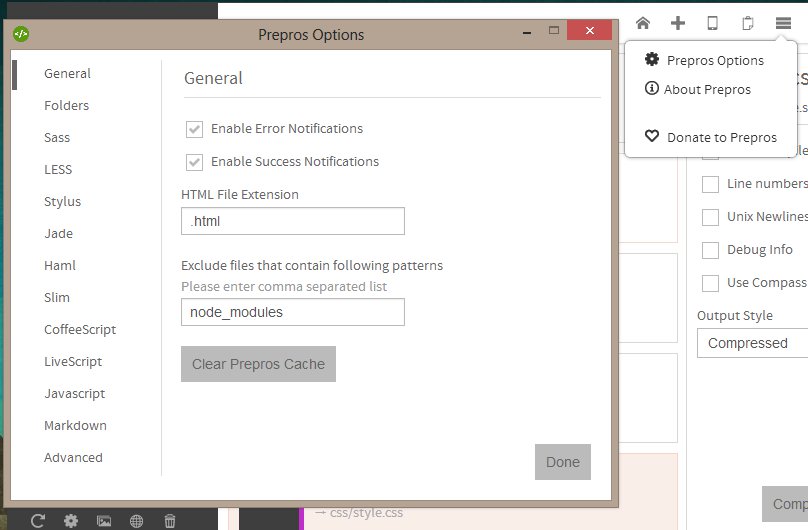 Prepros Options
General
Folders
Sass
LESS
Stylus
Jade
Haml
Slim
CoffeeScript
LiveScript
Javascript
Markdown
Advanced
General
Enable Error Notifications
Enable Success Notifications
HTML File Extension
.html
Exclude files that contain following patterns
Please enter comma separated list
node_modules
Clear Prepros Cache
Done
Prepros Options
About Prepros
Donate to Prepros
Line numbers
Unix Newlines
Debug Info
Use Compass
Output Style
Compressed
→ css/style.css